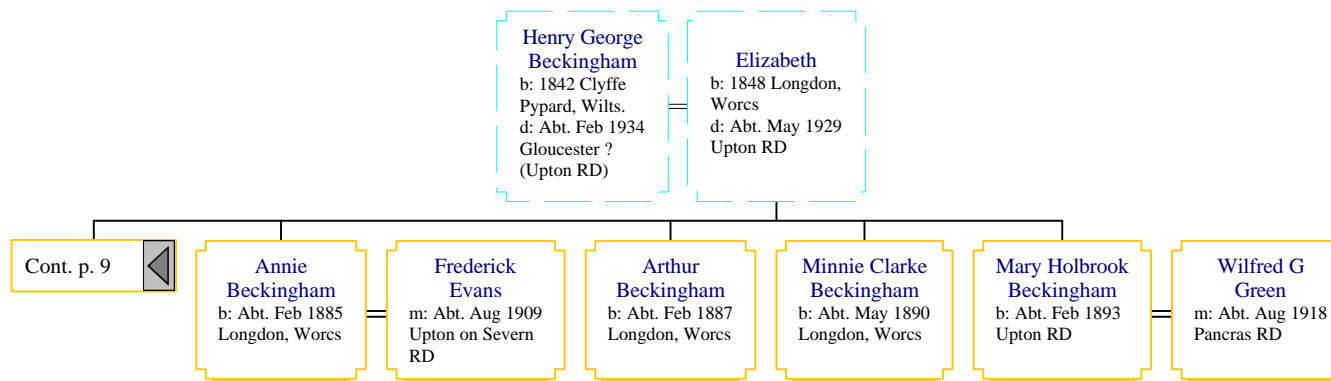 Henry George
Beckingham
b: 1842 Clyffe
Pypard, Wilts.
d: Abt. Feb 1934
Gloucester ?
(Upton RD)
Elizabeth
b: 1848 Longdon,
Worcs
d: Abt. May 1929
Upton RD
Cont. p. 9
Annie
Beckingham
b: Abt. Feb 1885
Longdon, Worcs
Frederick
Evans
m: Abt. Aug 1909
Upton on Severn
RD
Arthur
Beckingham
b: Abt. Feb 1887
Longdon, Worcs
Minnie Clarke
Beckingham
b: Abt. May 1890
Longdon, Worcs
Mary Holbrook
Beckingham
b: Abt. Feb 1893
Upton RD
Wilfred G
Green
m: Abt. Aug 1918
Pancras RD